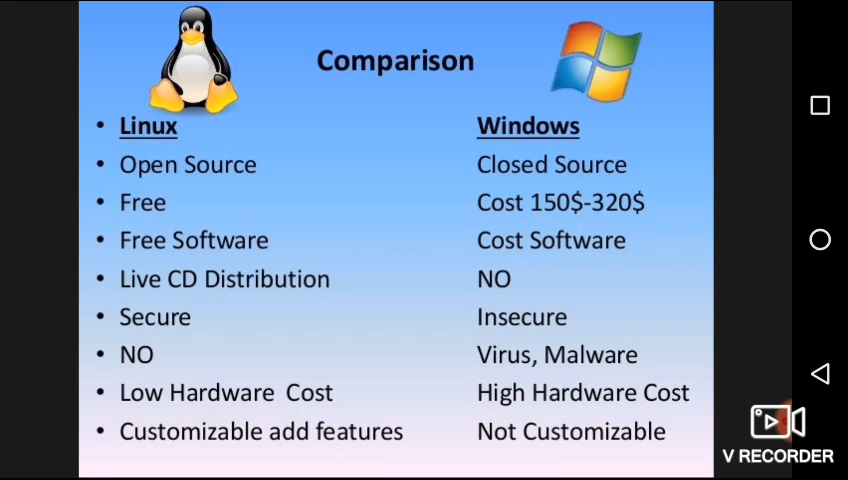 Comparison
• Linux Windows
• Open Source Closed Source
• Free Cost 150$-320$
• Free Software Cost Software
• Live CD Distribution NO
• Secure Insecure
• NO Virus, Malware
• Low Hardware Cost High Hardware Cost
• Customizable add features Not Customizable
V RECORDER